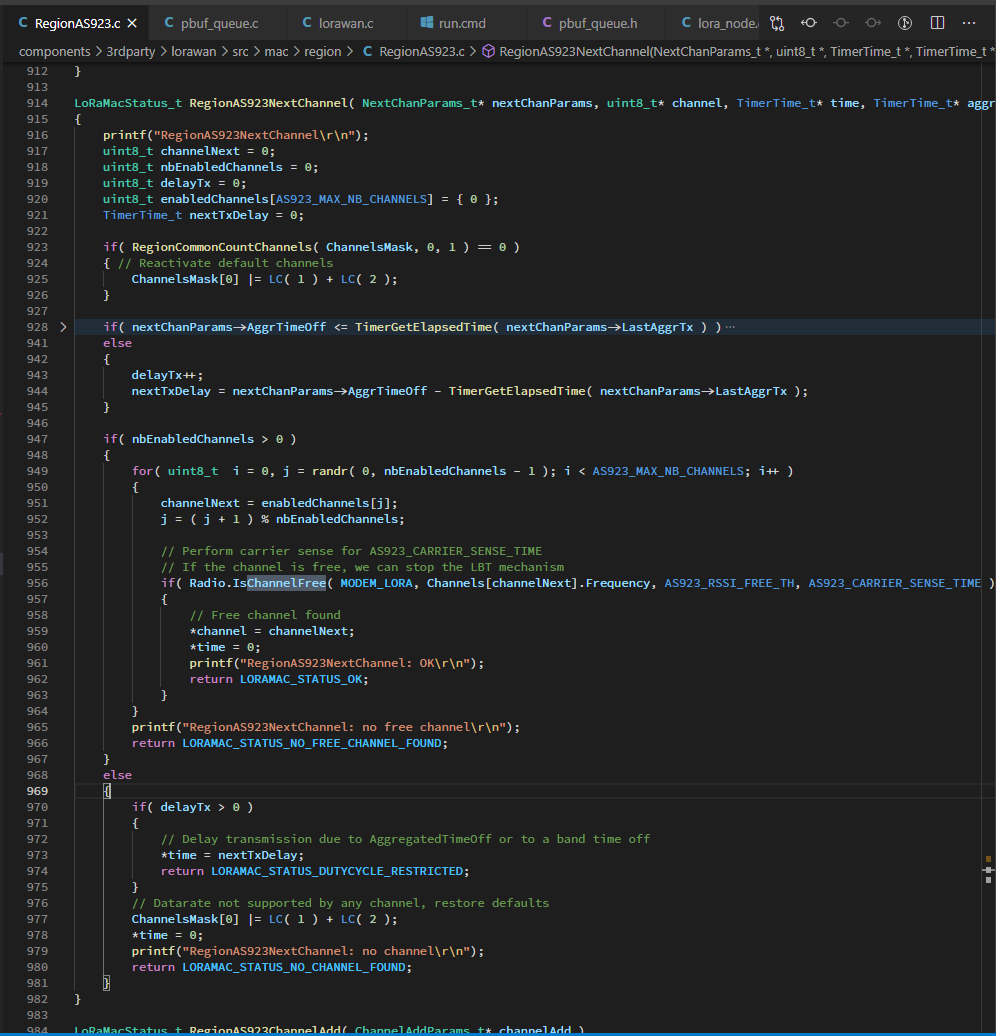 RegionAS923.c
pbuf_queue.c
lorawan.c
run.cmd
pbuf_queue.h
lora_node.
components > 3rdparty > lorawan > src > mac > region > C RegionAS923.c > RegionAS923NextChannel(NextChanParams_t *, uint8_t *, TimerTime_t *, TimerTime_t *
912 }
913
914 LoRaMacStatus_t RegionAS923NextChannel( NextChanParams_t* nextChanParams, uint8_t* channel, TimerTime_t* time, TimerTime_t* aggr
915 {
916 printf("RegionAS923NextChannel\r\n");
917 uint8_t channelNext = 0;
918 uint8_t nbEnabledChannels = 0;
919 uint8_t delayTx = 0;
920 uint8_t enabledChannels[AS923_MAX_NB_CHANNELS] = { 0 };
921 TimerTime_t nextTxDelay = 0;
922
923 if( RegionCommonCountChannels( ChannelsMask, 0, 1 ) == 0 )
924 { // Reactivate default channels
925 ChannelsMask[0] |= LC( 1 ) + LC( 2 );
926 }
927
928 if( nextChanParams->AggrTimeOff <= TimerGetElapsedTime( nextChanParams->LastAggrTx ) ) ···
941 else
942 {
943 delayTx++;
944 nextTxDelay = nextChanParams->AggrTimeOff - TimerGetElapsedTime( nextChanParams->LastAggrTx );
945 }
946
947 if( nbEnabledChannels > 0 )
948 {
949 for( uint8_t i = 0, j = randr( 0, nbEnabledChannels - 1 ); i < AS923_MAX_NB_CHANNELS; i++ )
950 {
951 channelNext = enabledChannels[j];
952 j = ( j + 1 ) % nbEnabledChannels;
953
954 // Perform carrier sense for AS923_CARRIER_SENSE_TIME
955 // If the channel is free, we can stop the LBT mechanism
956 if( Radio.IsChannelFree( MODEM_LORA, Channels[channelNext].Frequency, AS923_RSSI_FREE_TH, AS923_CARRIER_SENSE_TIME )
957 {
958 // Free channel found
959 *channel = channelNext;
960 *time = 0;
961 printf("RegionAS923NextChannel: OK\r\n");
962 return LORAMAC_STATUS_OK;
963 }
964 }
965 printf("RegionAS923NextChannel: no free channel\r\n");
966 return LORAMAC_STATUS_NO_FREE_CHANNEL_FOUND;
967 }
968 else
969 {
970 if( delayTx > 0 )
971 {
972 // Delay transmission due to AggregatedTimeOff or to a band time off
973 *time = nextTxDelay;
974 return LORAMAC_STATUS_DUTYCYCLE_RESTRICTED;
975 }
976 // Datarate not supported by any channel, restore defaults
977 ChannelsMask[0] |= LC( 1 ) + LC( 2 );
978 *time = 0;
979 printf("RegionAS923NextChannel: no channel\r\n");
980 return LORAMAC_STATUS_NO_CHANNEL_FOUND;
981 }
982 }
983
984 LoRaMacStatus_t RegionAS923ChannelAdd( ChannelAddParams_t* channelAdd )